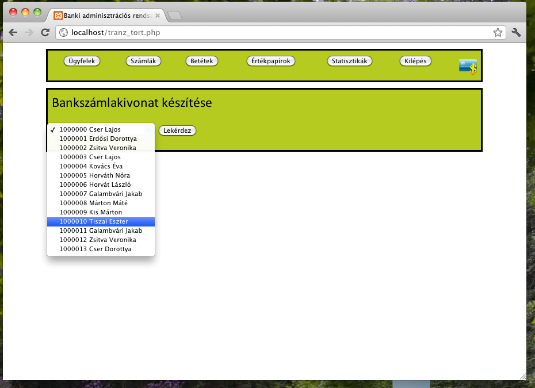 Banki adminisztrációs rends
localhost/tranz_tort.php
Ügyfelek Számlák Betétek Értékpapírok Statisztikák Kilépés
Bankszámlakivonat készítése
Lekérdez
✓ 1000000 Cser Lajos
1000001 Erdősi Dorottya
1000002 Zsitva Veronika
1000003 Cser Lajos
1000004 Kovács Éva
1000005 Horváth Nóra
1000006 Horvát László
1000007 Galambvári Jakab
1000008 Márton Máté
1000009 Kis Márton
1000010 Tiszai Eszter
1000011 Galambvári Jakab
1000012 Zsitva Veronika
1000013 Cser Dorottya